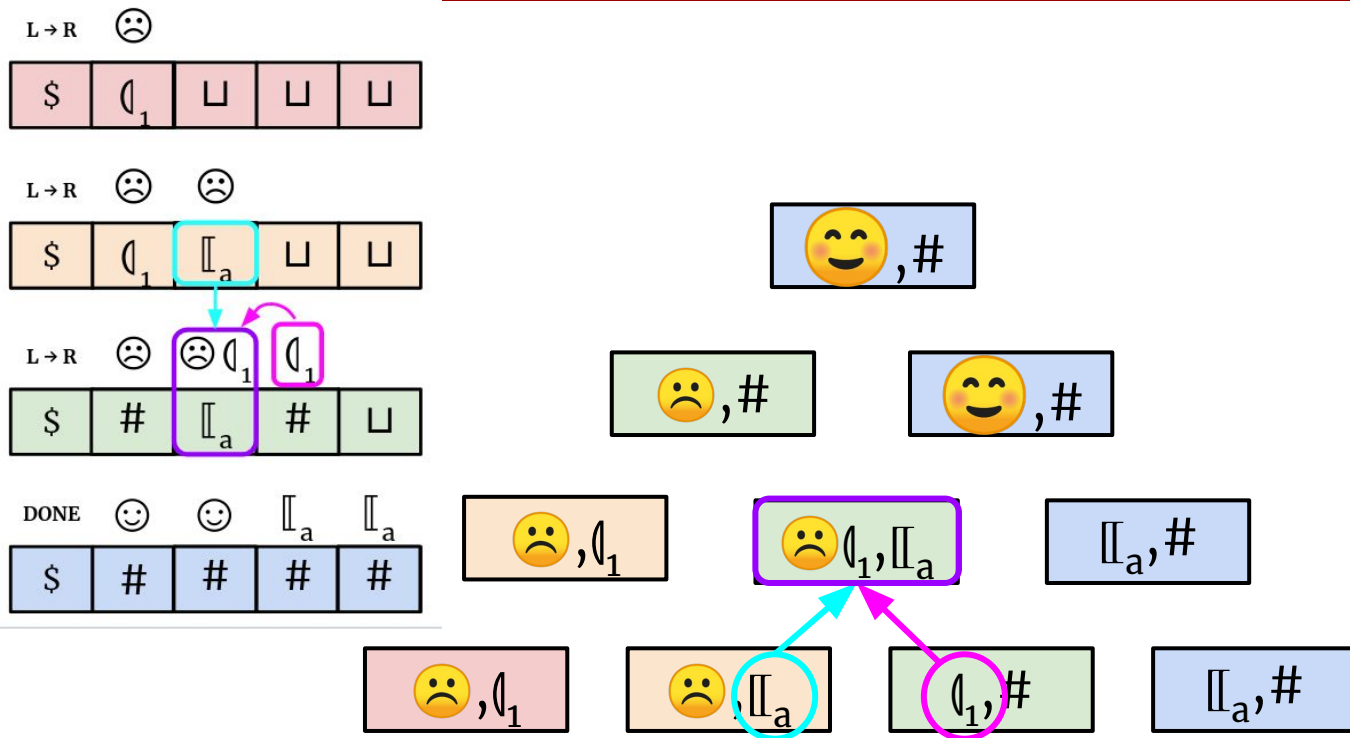 L → R ☹
$ ⦇₁ ⊔ ⊔ ⊔
L → R ☹ ☹
$ ⦇₁ ⟦ₐ ⊔ ⊔
L → R ☹ ☹⦇₁ ⦇₁
$ # ⟦ₐ # ⊔
DONE ☺ ☺ ⟦ₐ ⟦ₐ
$ # # # #
😊,#
🙁,# 😊,#
🙁,⦇₁ 🙁⦇₁,⟦ₐ ⟦ₐ,#
🙁,⦇₁ 🙁,⟦ₐ ⦇₁,# ⟦ₐ,#